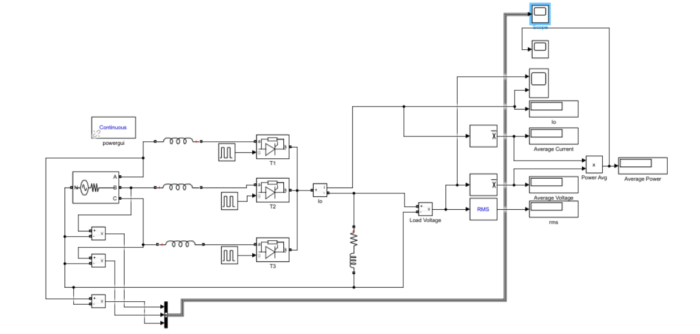 Scope
Continuous
powergui
Io
Average Current
x
Power Avg
Average Power
Average Voltage
RMS
rms
Load Voltage
T1
T2
T3
Io
A
B
C
N